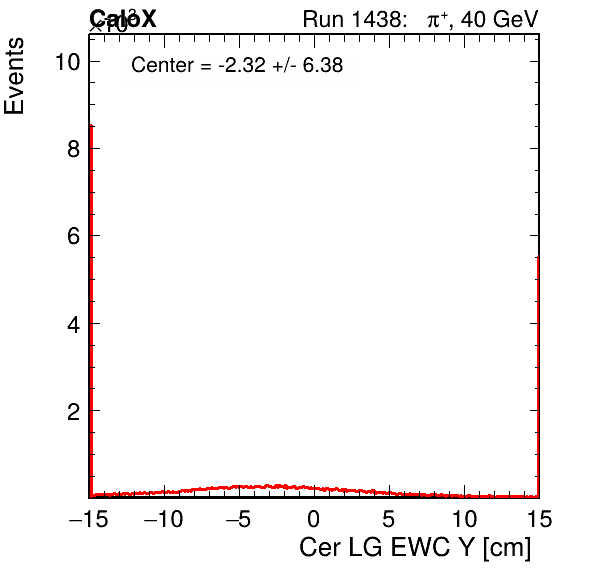 CaloX
×10³
Run 1438: π⁺, 40 GeV
Events
Center = -2.32 +/- 6.38
10
8
6
4
2
−15 −10 −5 0 5 10 15
Cer LG EWC Y [cm]